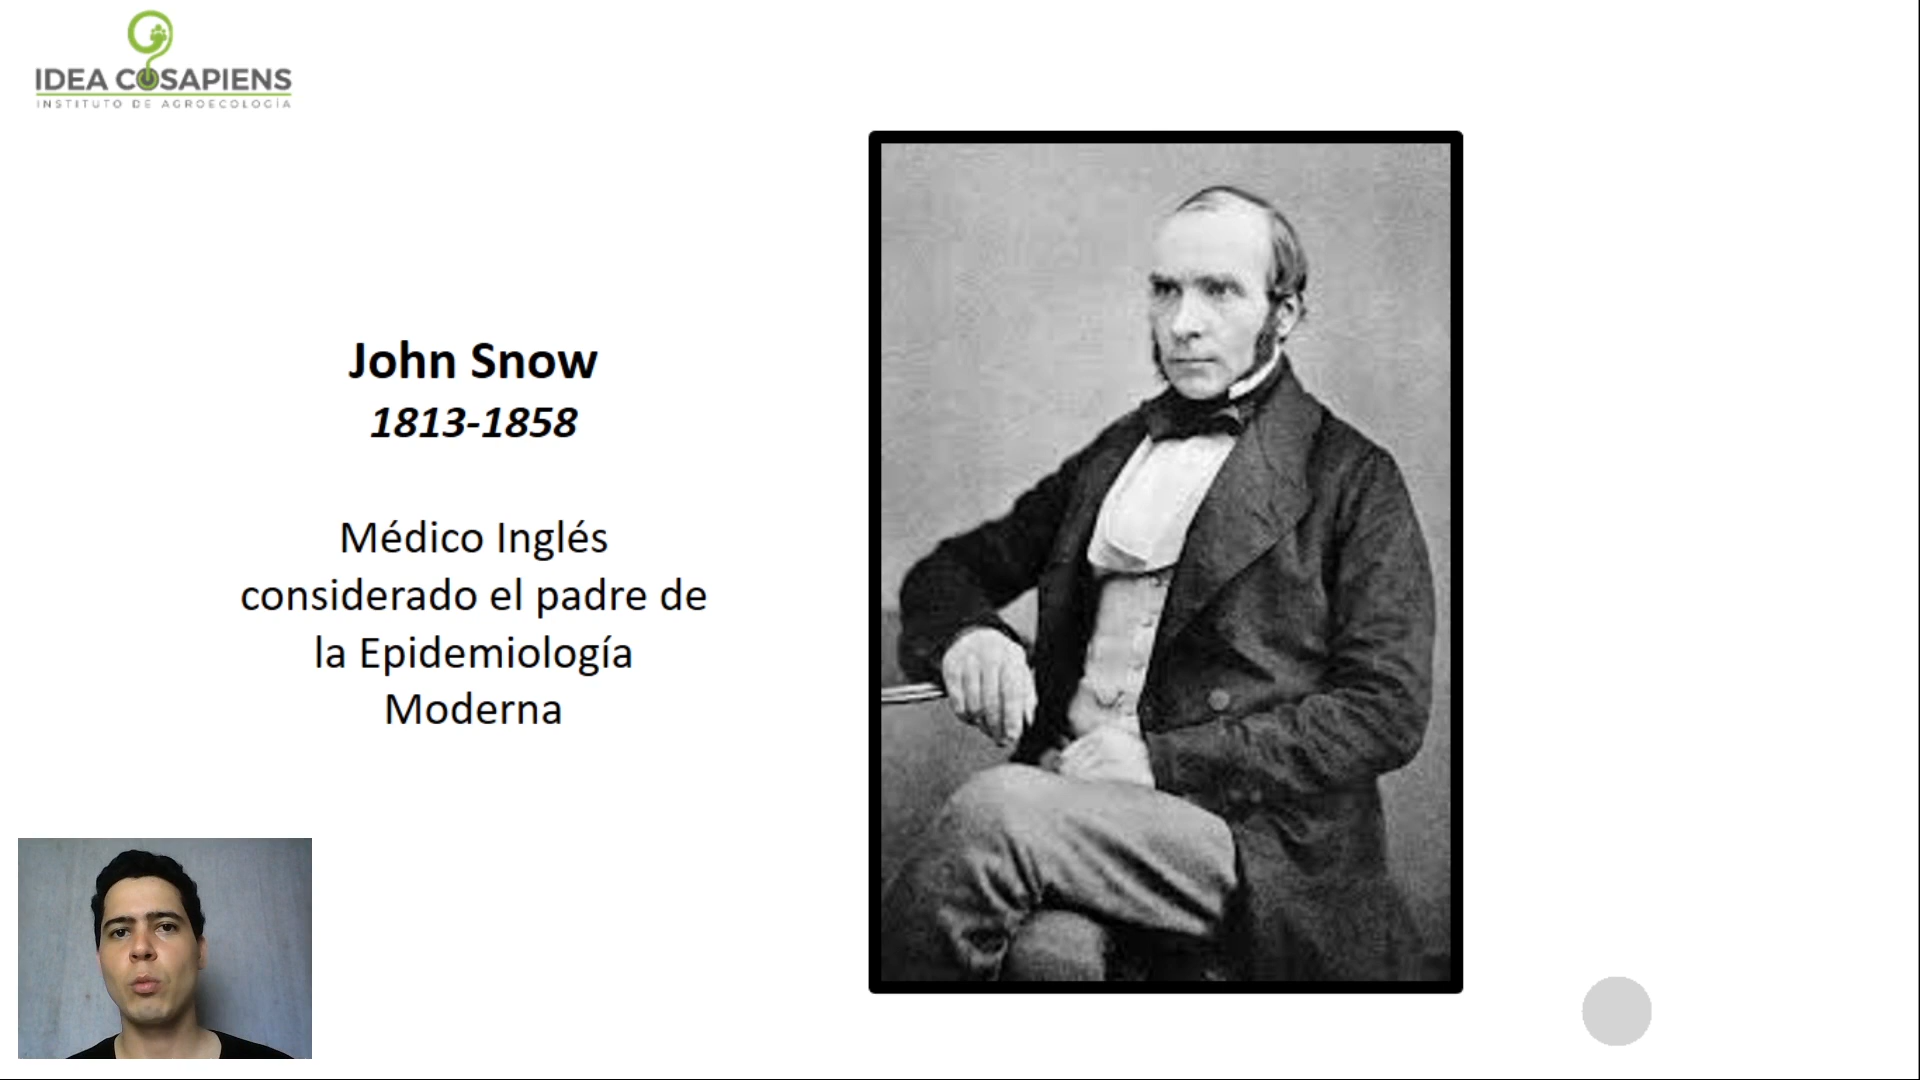 IDEA COSAPIENS
INSTITUTO DE AGROECOLOGÍA
John Snow
1813-1858
Médico Inglés
considerado el padre de
la Epidemiología
Moderna